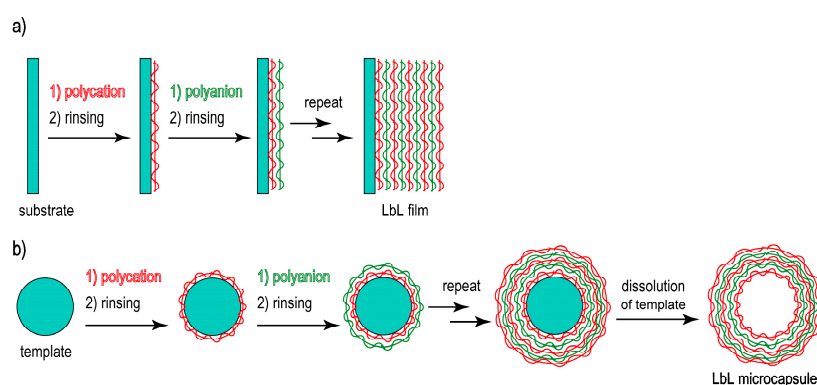 a)
1) polycation
2) rinsing
1) polyanion
2) rinsing
repeat
substrate
LbL film
b)
1) polycation
2) rinsing
1) polyanion
2) rinsing
repeat
dissolution
of template
template
LbL microcapsule